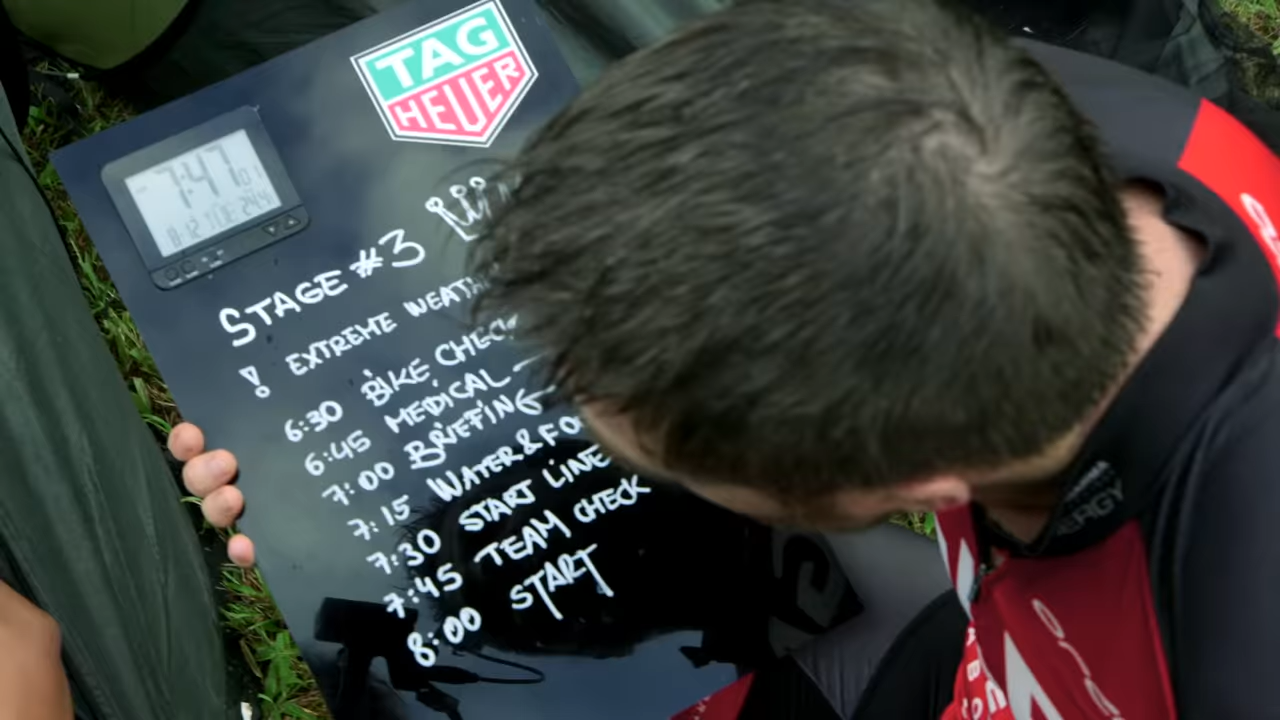 TAG
HEUER
7:47
STAGE #3
! EXTREME
6:30 BIKE
6:45 MEDICAL
7:00 BRIEFING
7:15 WATER &
7:30 START LINE
7:45 TEAM CHECK
8:00 START